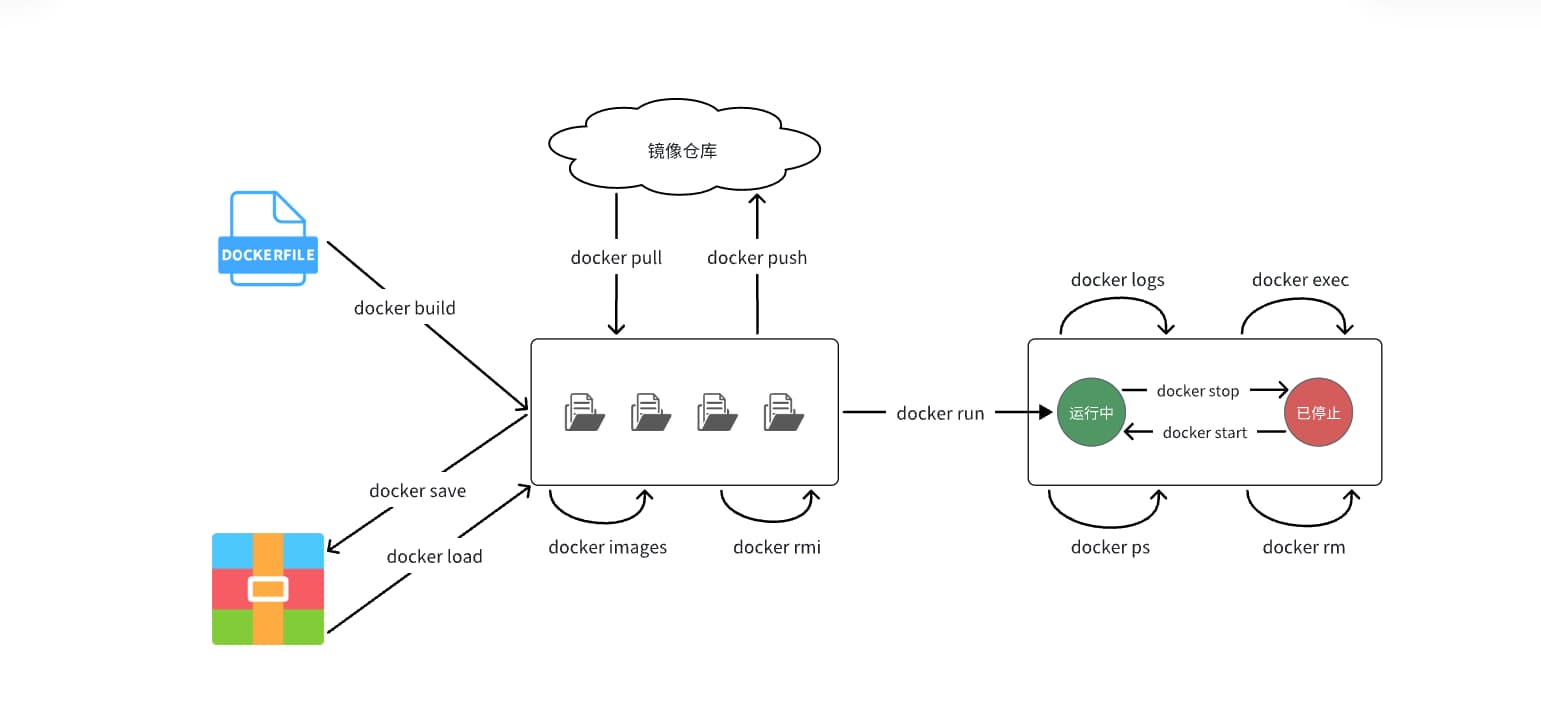 镜像仓库
DOCKERFILE
docker pull
docker push
docker build
docker logs
docker exec
docker run
运行中
docker stop
docker start
已停止
docker save
docker load
docker images
docker rmi
docker ps
docker rm